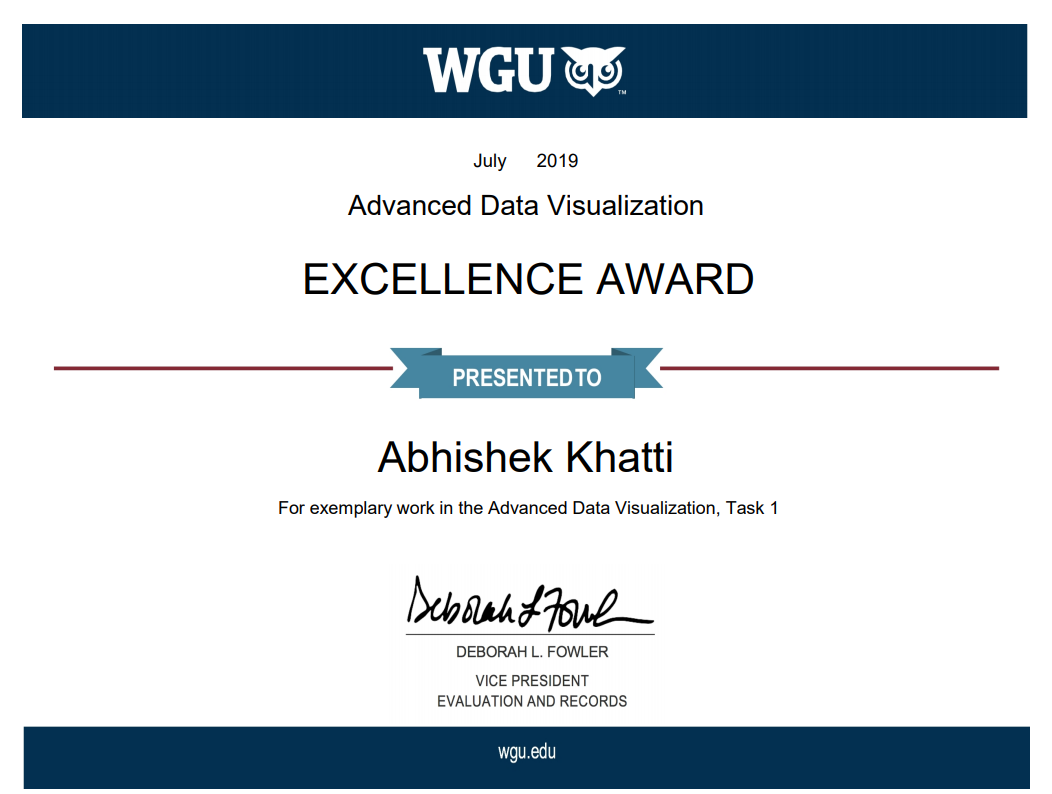 WGU
July 2019
Advanced Data Visualization
EXCELLENCE AWARD
PRESENTED TO
Abhishek Khatti
For exemplary work in the Advanced Data Visualization, Task 1
Deborah L Fowler
DEBORAH L. FOWLER
VICE PRESIDENT
EVALUATION AND RECORDS
wgu.edu